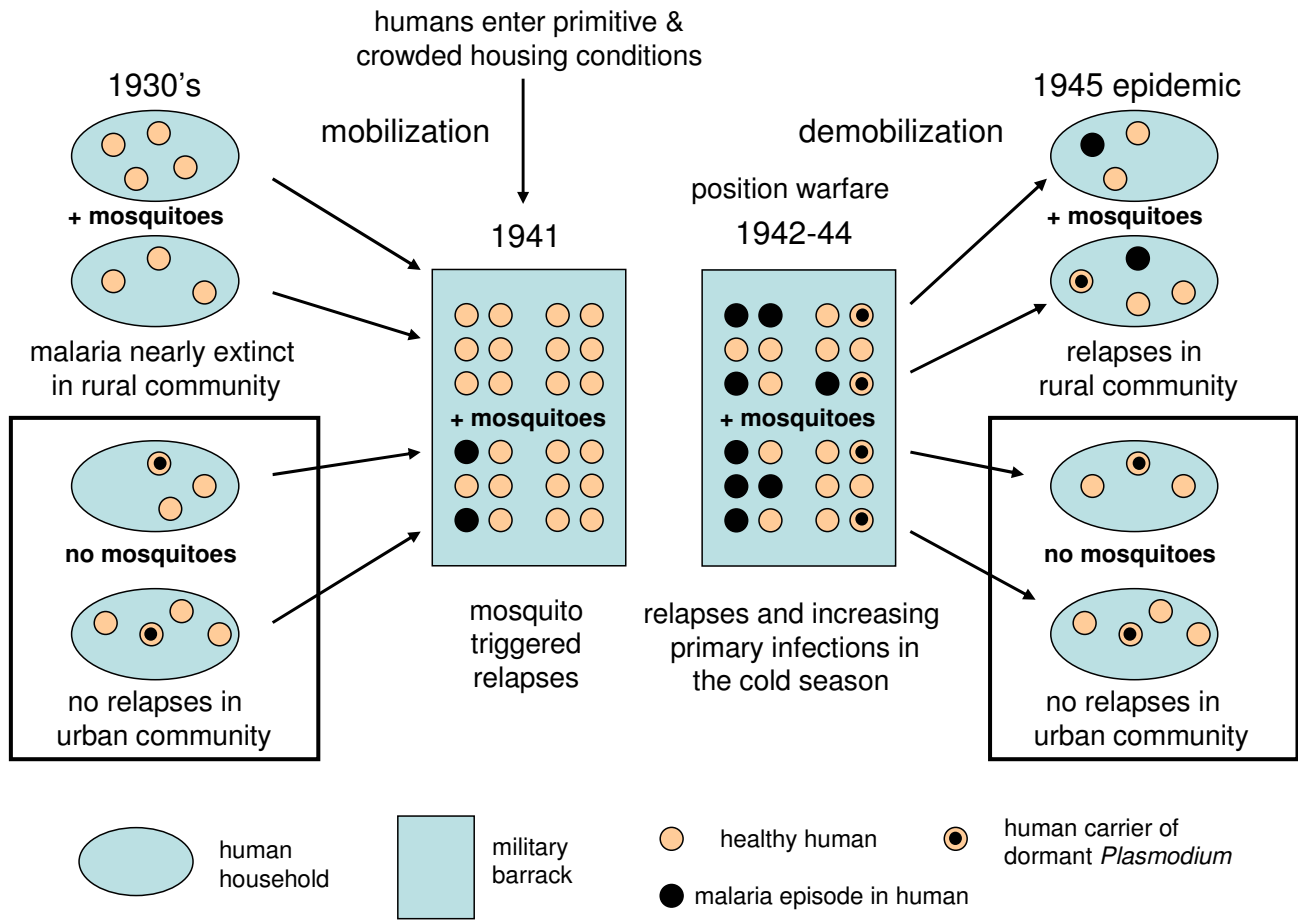 humans enter primitive &
crowded housing conditions
1930's
mobilization
demobilization
1945 epidemic
position warfare
+ mosquitoes
1941
1942-44
+ mosquitoes
malaria nearly extinct
in rural community
relapses in
rural community
+ mosquitoes
+ mosquitoes
no mosquitoes
no mosquitoes
no relapses in
urban community
mosquito
triggered
relapses
relapses and increasing
primary infections in
the cold season
no relapses in
urban community
human
household
military
barrack
healthy human
malaria episode in human
human carrier of
dormant Plasmodium